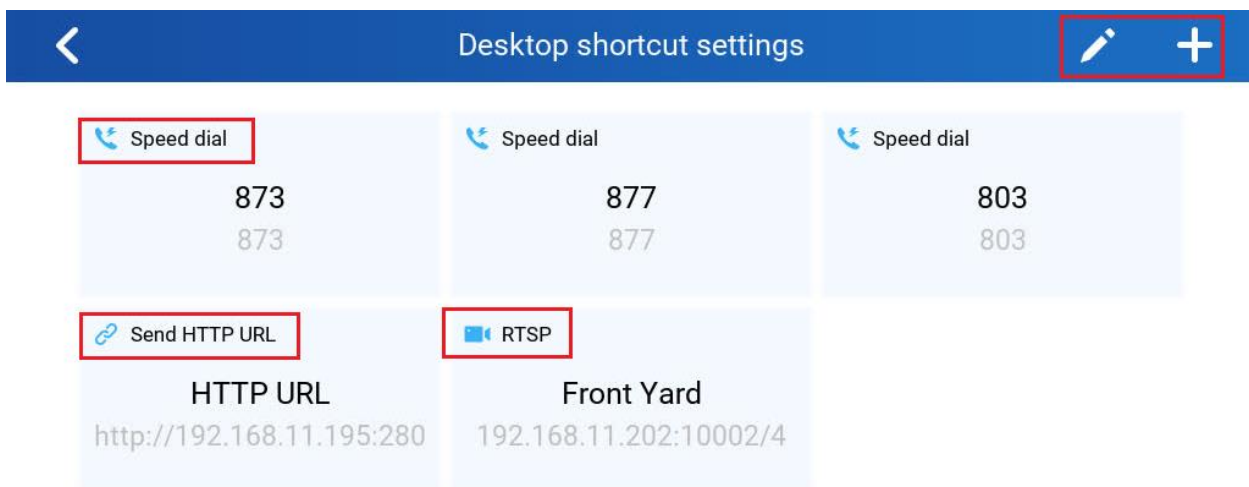 Desktop shortcut settings
Speed dial
873
873
Speed dial
877
877
Speed dial
803
803
Send HTTP URL
HTTP URL
http://192.168.11.195:280
RTSP
Front Yard
192.168.11.202:10002/4